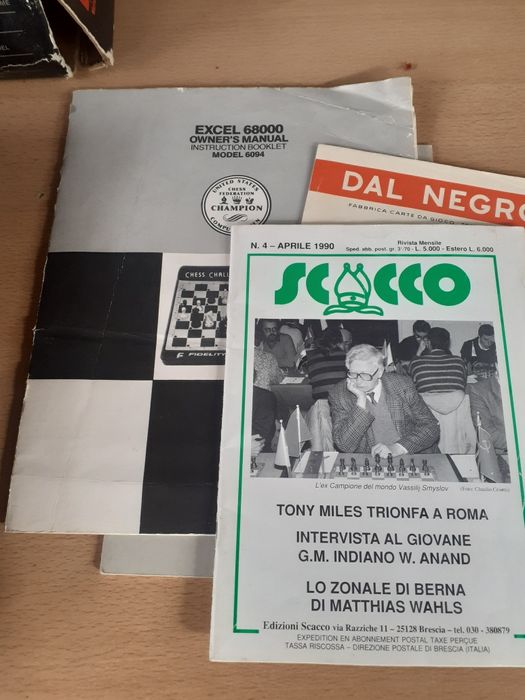 EXCEL 68000
OWNER'S MANUAL
INSTRUCTION BOOKLET
MODEL 6094
UNITED STATES
CHESS FEDERATION
CHAMPION
CHESS CHALL
FIDELITY
DAL NEGRO
FABBRICA CARTE DA GIOCO
N. 4 – APRILE 1990
Rivista Mensile
Sped. abb. post. gr. 3°/70 - L. 5.000 - Estero L. 6.000
SCACCO
L'ex Campione del mondo Vassilij Smyslov
TONY MILES TRIONFA A ROMA
INTERVISTA AL GIOVANE
G.M. INDIANO W. ANAND
LO ZONALE DI BERNA
DI MATTHIAS WAHLS
Edizioni Scacco via Razziche 11 – 25128 Brescia – tel. 030 - 380879
EXPEDITION EN ABONNEMENT POSTAL TAXE PERÇUE
TASSA RISCOSSA – DIREZIONE POSTALE DI BRESCIA (ITALIA)